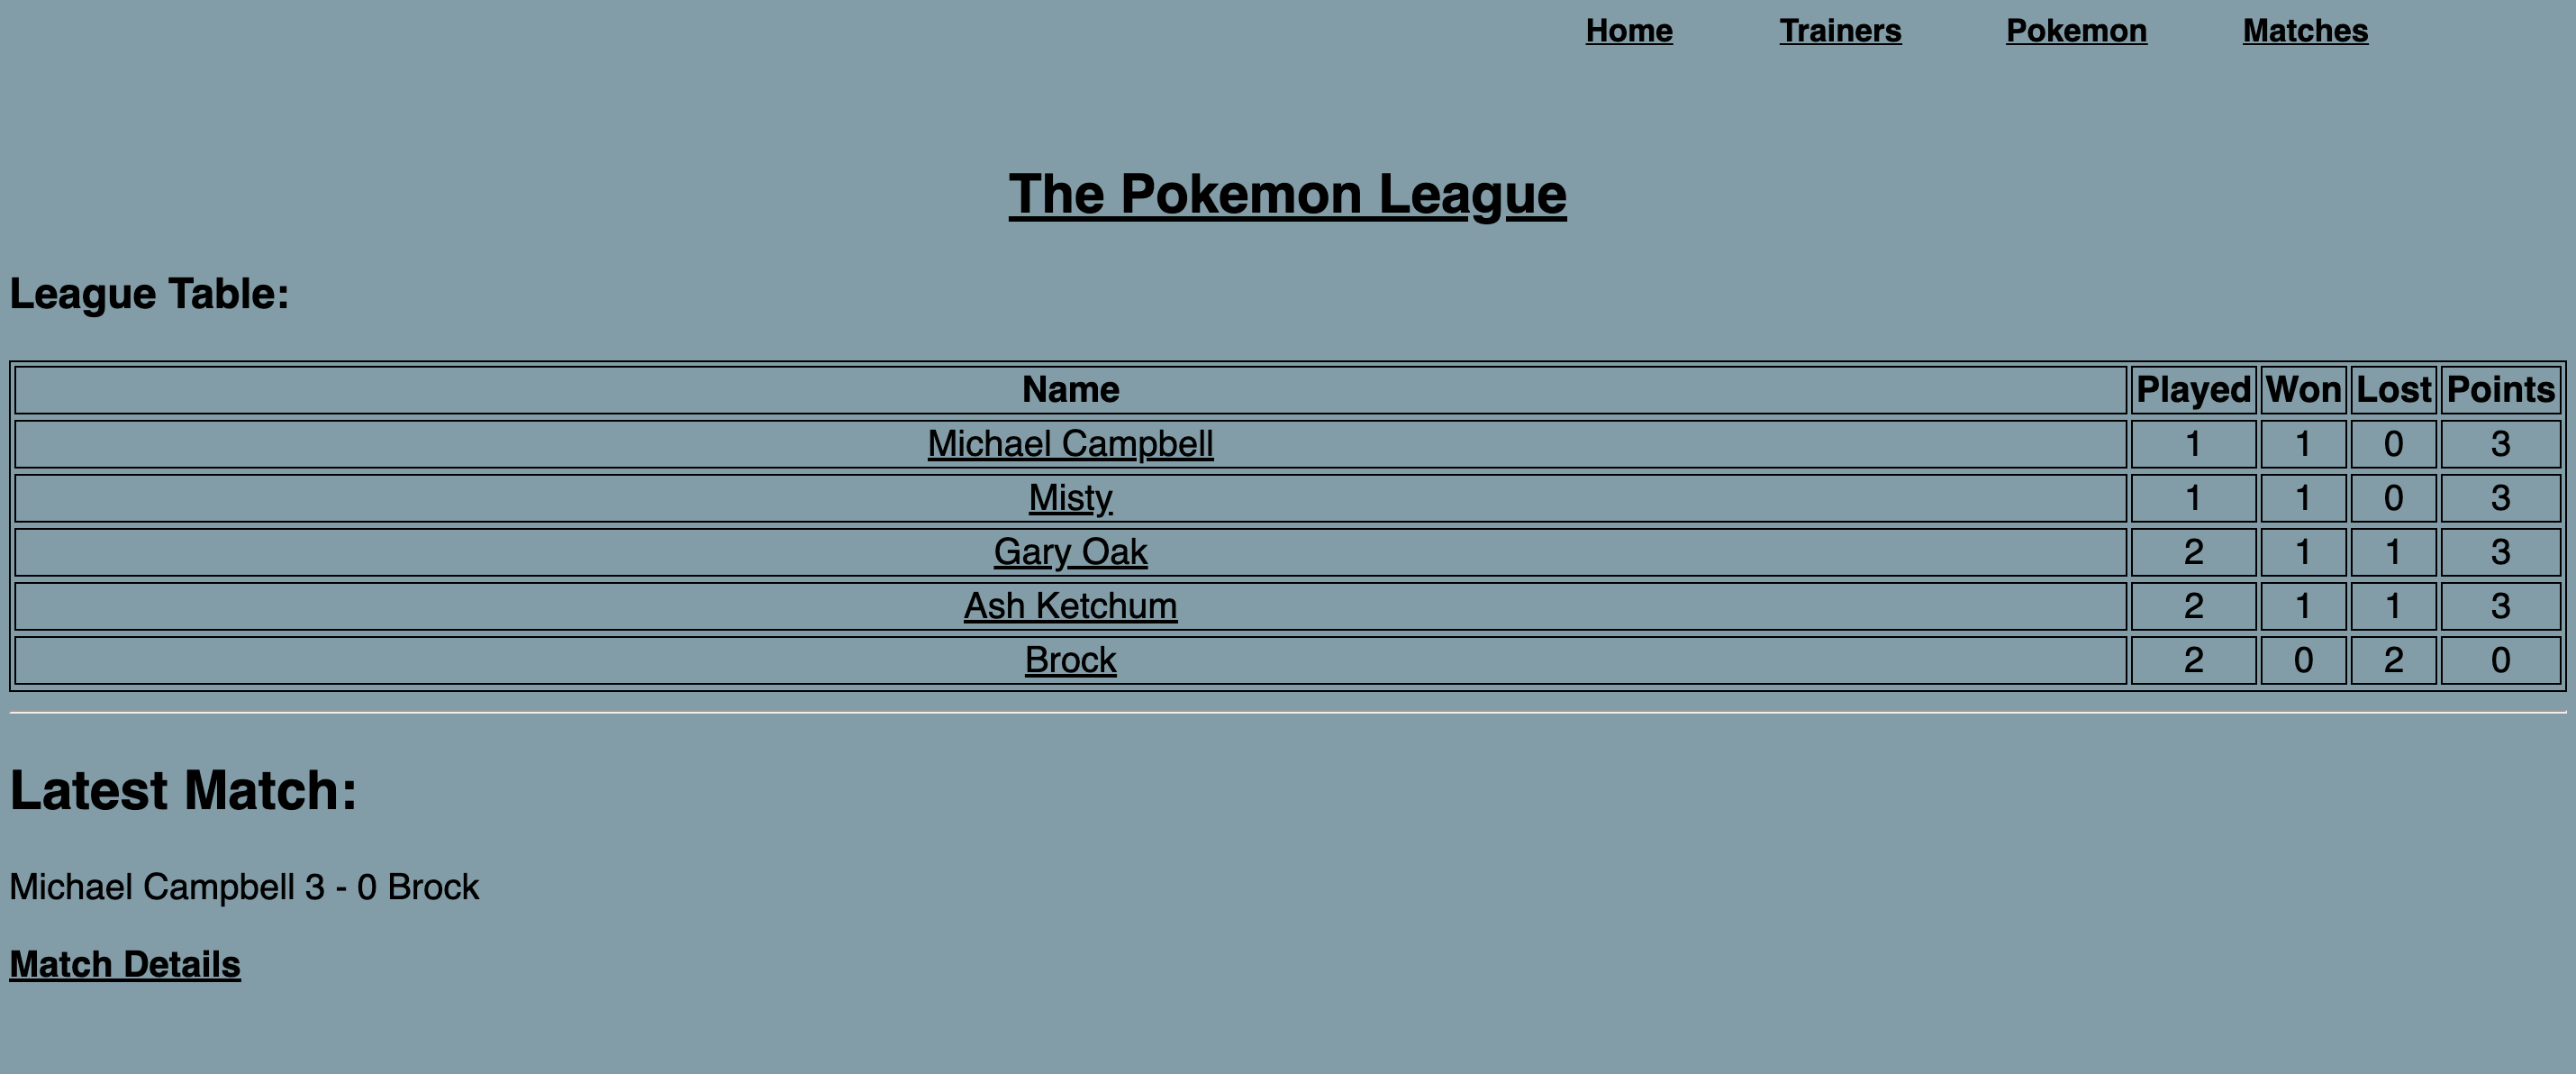 Home Trainers Pokemon Matches
The Pokemon League
League Table:
Name Played Won Lost Points
Michael Campbell 1 1 0 3
Misty 1 1 0 3
Gary Oak 2 1 1 3
Ash Ketchum 2 1 1 3
Brock 2 0 2 0
Latest Match:
Michael Campbell 3 - 0 Brock
Match Details